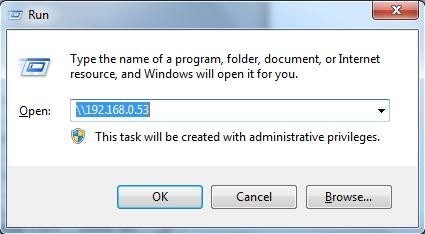 Run
Type the name of a program, folder, document, or Internet
resource, and Windows will open it for you.
Open: \\192.168.0.53
This task will be created with administrative privileges.
OK Cancel Browse...